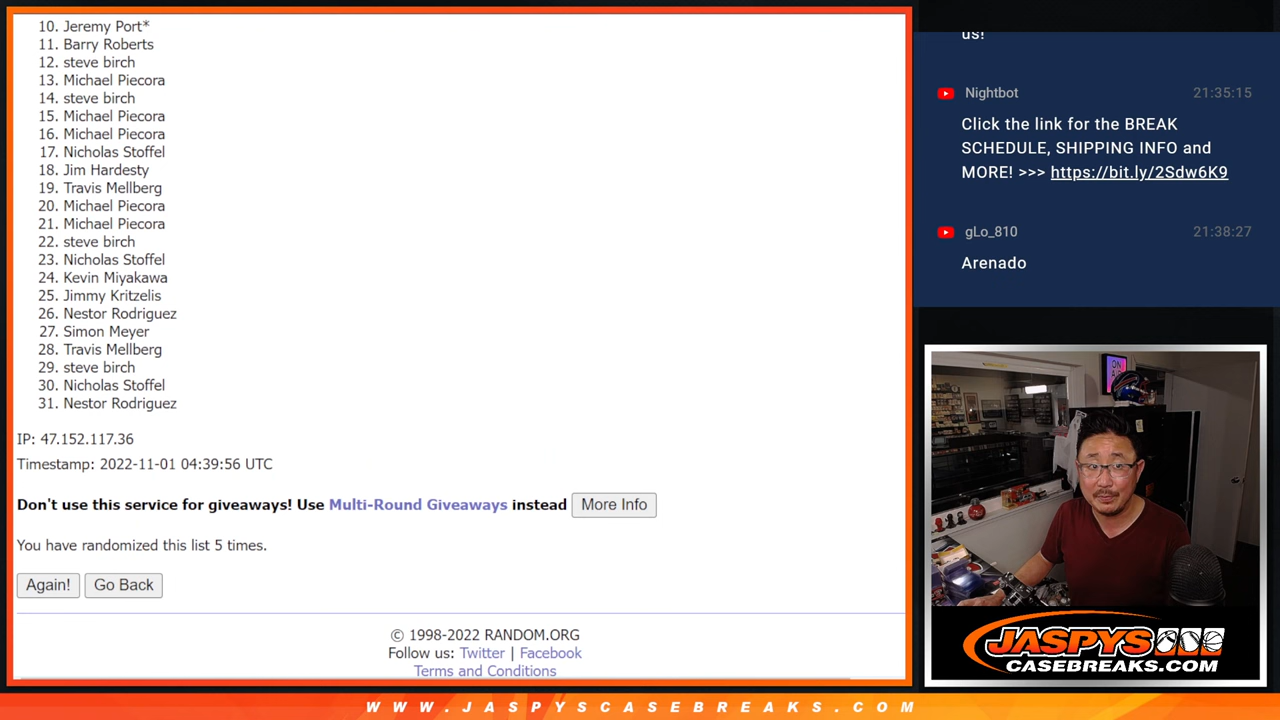 10. Jeremy Port*
11. Barry Roberts
12. steve birch
13. Michael Piecora
14. steve birch
15. Michael Piecora
16. Michael Piecora
17. Nicholas Stoffel
18. Jim Hardesty
19. Travis Mellberg
20. Michael Piecora
21. Michael Piecora
22. steve birch
23. Nicholas Stoffel
24. Kevin Miyakawa
25. Jimmy Kritzelis
26. Nestor Rodriguez
27. Simon Meyer
28. Travis Mellberg
29. steve birch
30. Nicholas Stoffel
31. Nestor Rodriguez
IP: 47.152.117.36
Timestamp: 2022-11-01 04:39:56 UTC
Don't use this service for giveaways! Use Multi-Round Giveaways instead More Info
You have randomized this list 5 times.
Again! Go Back
© 1998-2022 RANDOM.ORG
Follow us: Twitter | Facebook
Terms and Conditions
us!
Nightbot 21:35:15
Click the link for the BREAK
SCHEDULE, SHIPPING INFO and
MORE! >>> https://bit.ly/2Sdw6K9
gLo_810 21:38:27
Arenado
ON
AIR
JASPYS
CASEBREAKS.COM
WWW.JASPYSCASEBREAKS.COM